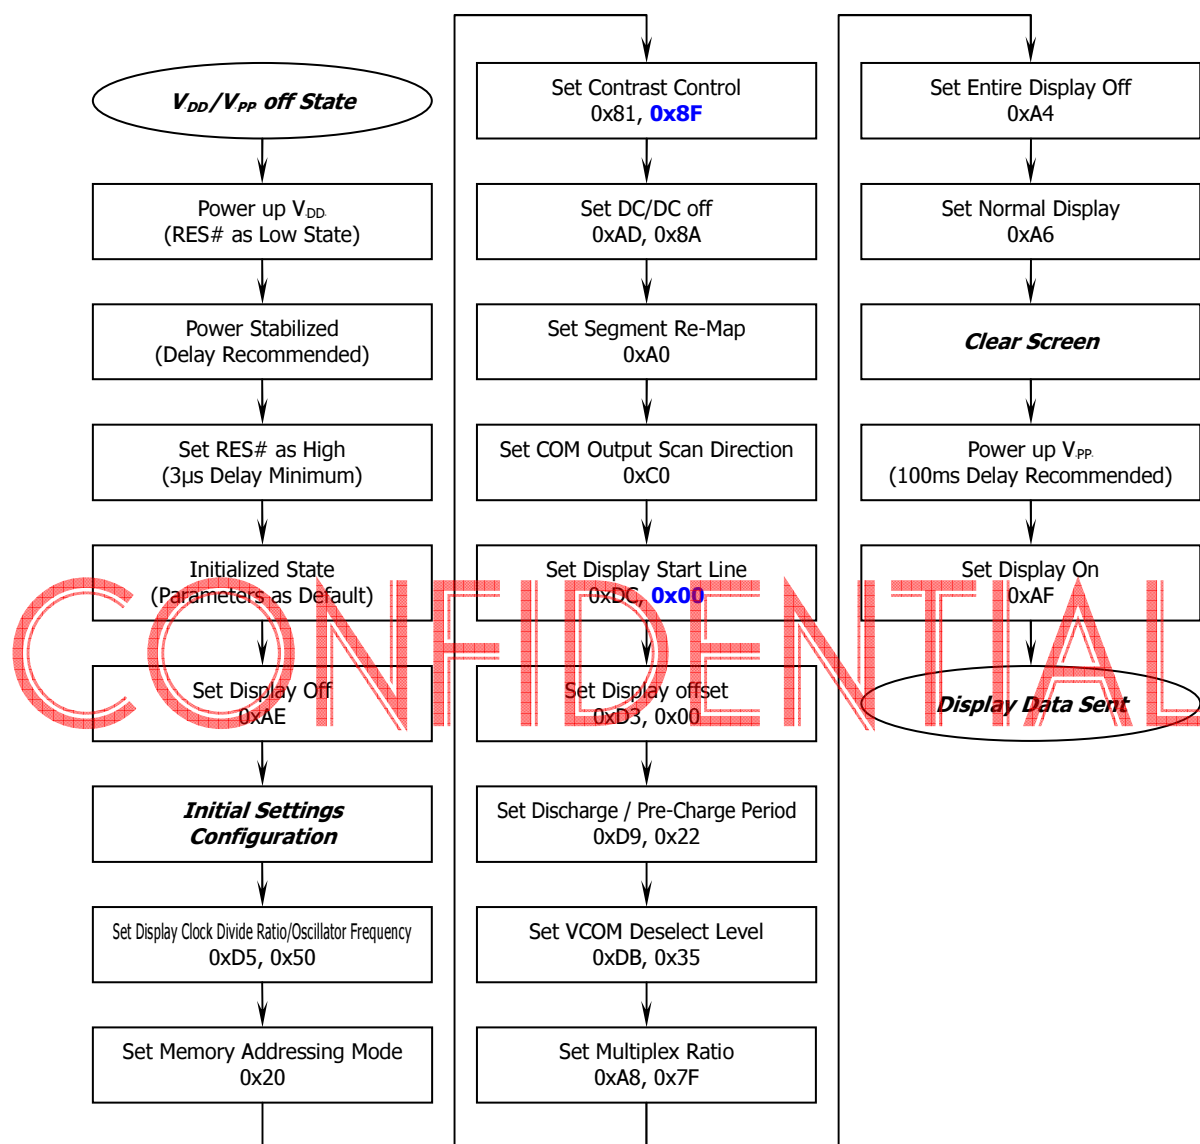 V.DD/V.PP off State
Power up V.DD.
(RES# as Low State)
Power Stabilized
(Delay Recommended)
Set RES# as High
(3µs Delay Minimum)
Initialized State
(Parameters as Default)
Set Display Off
0xAE
Initial Settings
Configuration
Set Display Clock Divide Ratio/Oscillator Frequency
0xD5, 0x50
Set Memory Addressing Mode
0x20
Set Contrast Control
0x81, 0x8F
Set DC/DC off
0xAD, 0x8A
Set Segment Re-Map
0xA0
Set COM Output Scan Direction
0xC0
Set Display Start Line
0xDC, 0x00
Set Display offset
0xD3, 0x00
Set Discharge / Pre-Charge Period
0xD9, 0x22
Set VCOM Deselect Level
0xDB, 0x35
Set Multiplex Ratio
0xA8, 0x7F
Set Entire Display Off
0xA4
Set Normal Display
0xA6
Clear Screen
Power up V.PP.
(100ms Delay Recommended)
Set Display On
0xAF
Display Data Sent
CONFIDENTIAL